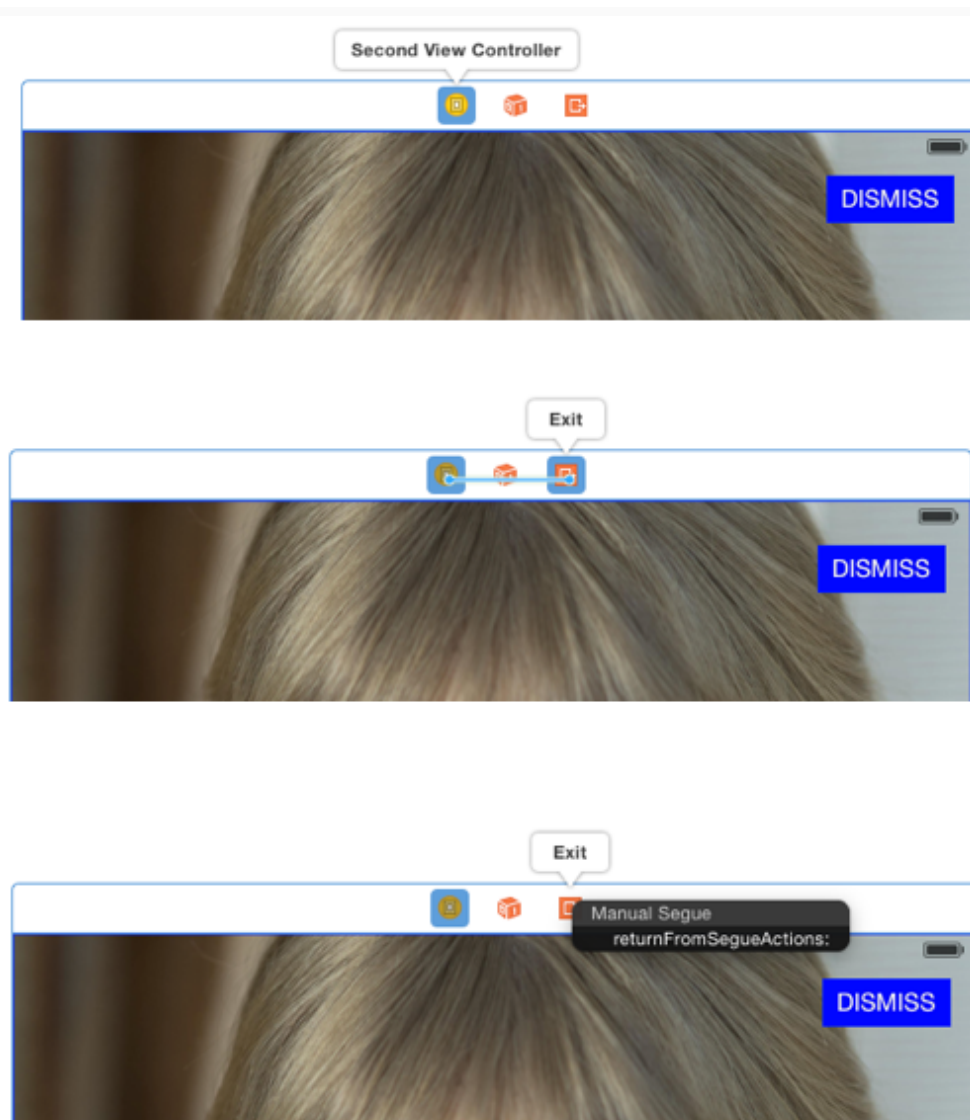 Second View Controller
DISMISS
Exit
DISMISS
Exit
Manual Segue
returnFromSegueActions:
DISMISS